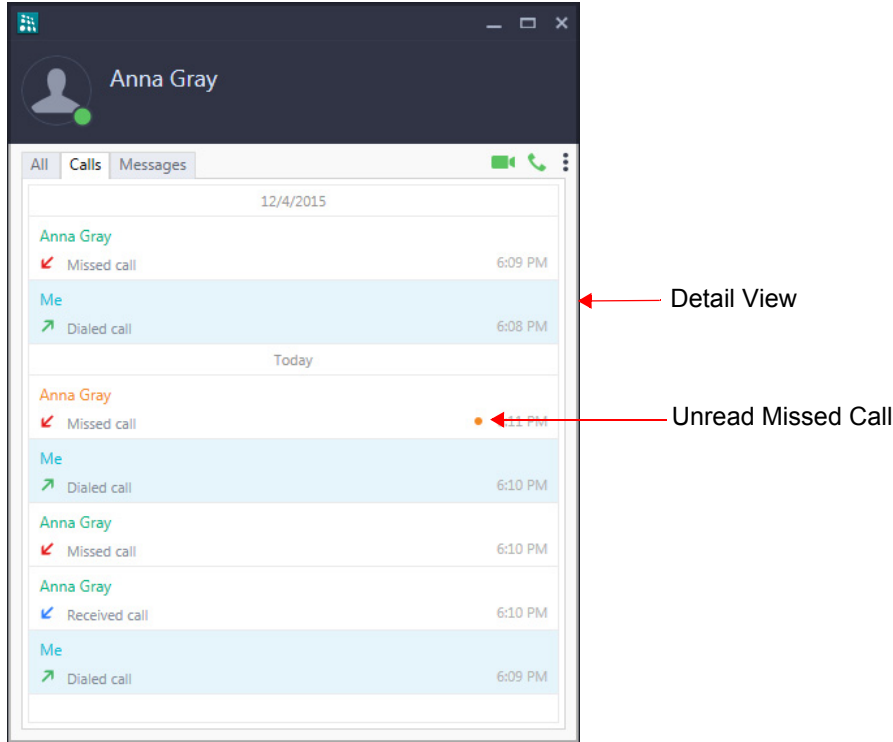 Anna Gray
All Calls Messages
12/4/2015
Anna Gray
Missed call 6:09 PM
Me
Dialed call 6:08 PM
Detail View
Today
Anna Gray
Missed call :11 PM
Unread Missed Call
Me
Dialed call 6:10 PM
Anna Gray
Missed call 6:10 PM
Anna Gray
Received call 6:10 PM
Me
Dialed call 6:09 PM